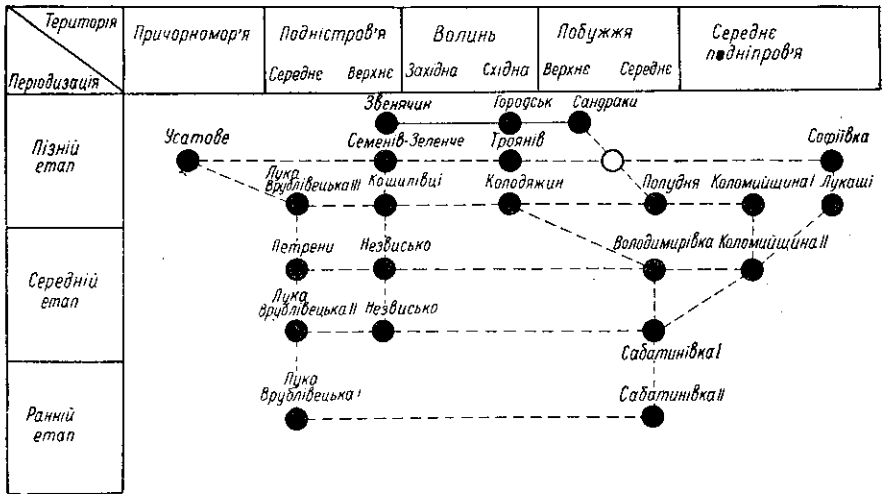 Територія
Періодизація
Причорномор'я
Подністров'я
Середнє Верхнє
Волинь
Західна Східна
Побужжя
Верхнє Середнє
Середнє
подніпров'я
Пізній
етап
Звенячин Городськ Сандраки
Усатове Семенів-Зеленче Троянів Софіївка
Лука
Врублівецька III Кошилівці Колодяжин Полудня Коломийщина I Лукаші
Середній
етап
Петрени Незвисько Володимирівка Коломийщина II
Лука
Врублівецька II Незвисько
Сабатинівка I
Ранній
етап
Лука
Врублівецька I Сабатинівка II